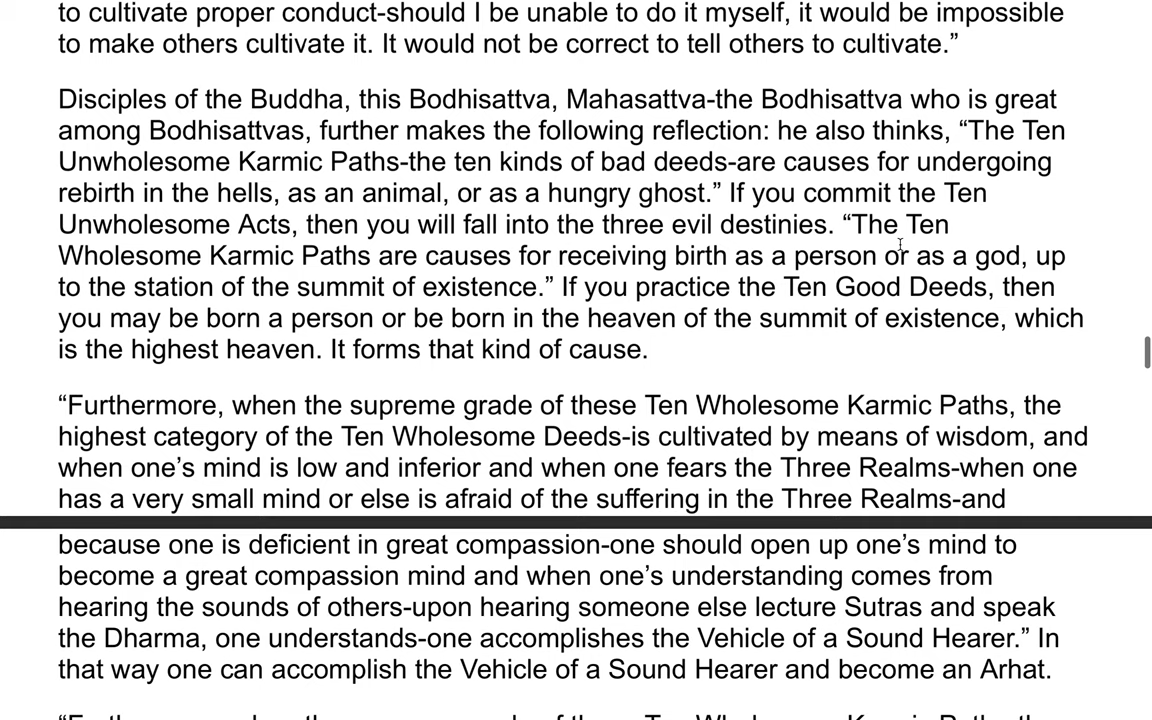 to cultivate proper conduct-should I be unable to do it myself, it would be impossible
to make others cultivate it. It would not be correct to tell others to cultivate.”
Disciples of the Buddha, this Bodhisattva, Mahasattva-the Bodhisattva who is great
among Bodhisattvas, further makes the following reflection: he also thinks, “The Ten
Unwholesome Karmic Paths-the ten kinds of bad deeds-are causes for undergoing
rebirth in the hells, as an animal, or as a hungry ghost.” If you commit the Ten
Unwholesome Acts, then you will fall into the three evil destinies. “The Ten
Wholesome Karmic Paths are causes for receiving birth as a person or as a god, up
to the station of the summit of existence.” If you practice the Ten Good Deeds, then
you may be born a person or be born in the heaven of the summit of existence, which
is the highest heaven. It forms that kind of cause.
“Furthermore, when the supreme grade of these Ten Wholesome Karmic Paths, the
highest category of the Ten Wholesome Deeds-is cultivated by means of wisdom, and
when one’s mind is low and inferior and when one fears the Three Realms-when one
has a very small mind or else is afraid of the suffering in the Three Realms-and
because one is deficient in great compassion-one should open up one’s mind to
become a great compassion mind and when one’s understanding comes from
hearing the sounds of others-upon hearing someone else lecture Sutras and speak
the Dharma, one understands-one accomplishes the Vehicle of a Sound Hearer.” In
that way one can accomplish the Vehicle of a Sound Hearer and become an Arhat.